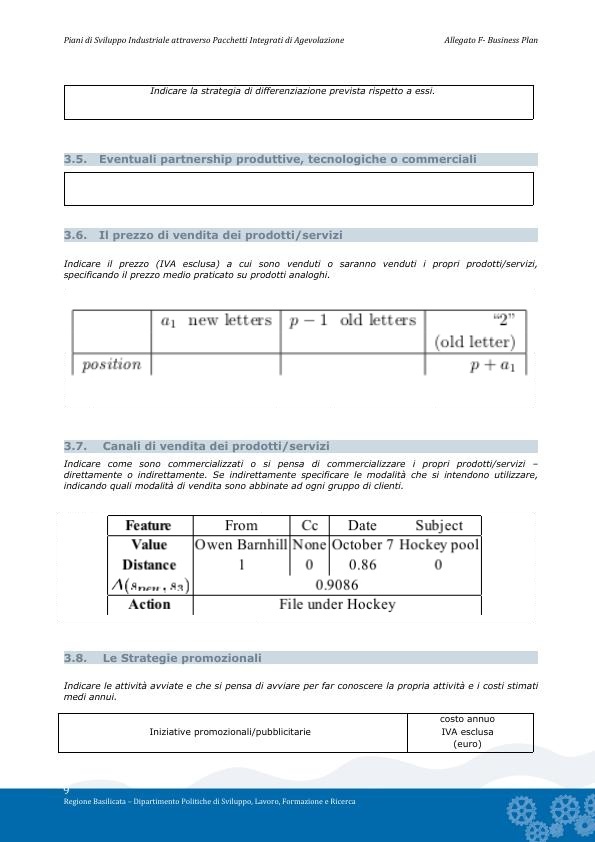 Piani di Sviluppo Industriale attraverso Pacchetti Integrati di Agevolazione Allegato F- Business Plan
Indicare la strategia di differenziazione prevista rispetto a essi.
3.5. Eventuali partnership produttive, tecnologiche o commerciali
3.6. Il prezzo di vendita dei prodotti/servizi
Indicare il prezzo (IVA esclusa) a cui sono venduti o saranno venduti i propri prodotti/servizi,
specificando il prezzo medio praticato su prodotti analoghi.
a₁ new letters p − 1 old letters “2”
(old letter)
position p + a₁
3.7. Canali di vendita dei prodotti/servizi
Indicare come sono commercializzati o si pensa di commercializzare i propri prodotti/servizi –
direttamente o indirettamente. Se indirettamente specificare le modalità che si intendono utilizzare,
indicando quali modalità di vendita sono abbinate ad ogni gruppo di clienti.
Feature From Cc Date Subject
Value Owen Barnhill None October 7 Hockey pool
Distance 1 0 0.86 0
Λ(sₙₑw, s₃) 0.9086
Action File under Hockey
3.8. Le Strategie promozionali
Indicare le attività avviate e che si pensa di avviare per far conoscere la propria attività e i costi stimati
medi annui.
Iniziative promozionali/pubblicitarie
costo annuo
IVA esclusa
(euro)
9
Regione Basilicata – Dipartimento Politiche di Sviluppo, Lavoro, Formazione e Ricerca